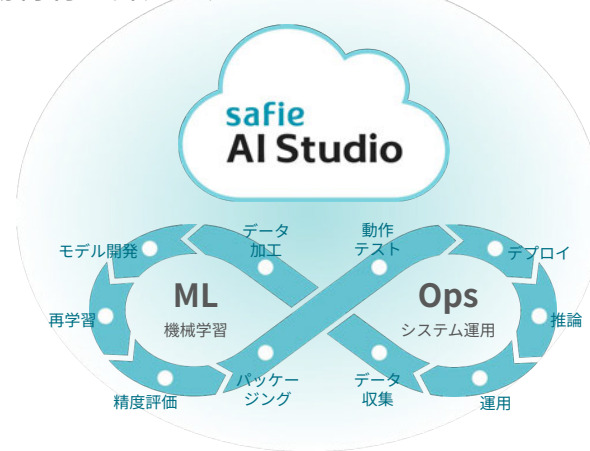 safie
AI Studio
データ
加工
動作
テスト
モデル開発
デプロイ
ML
機械学習
Ops
システム運用
再学習
推論
パッケー
ジング
データ
収集
精度評価
運用